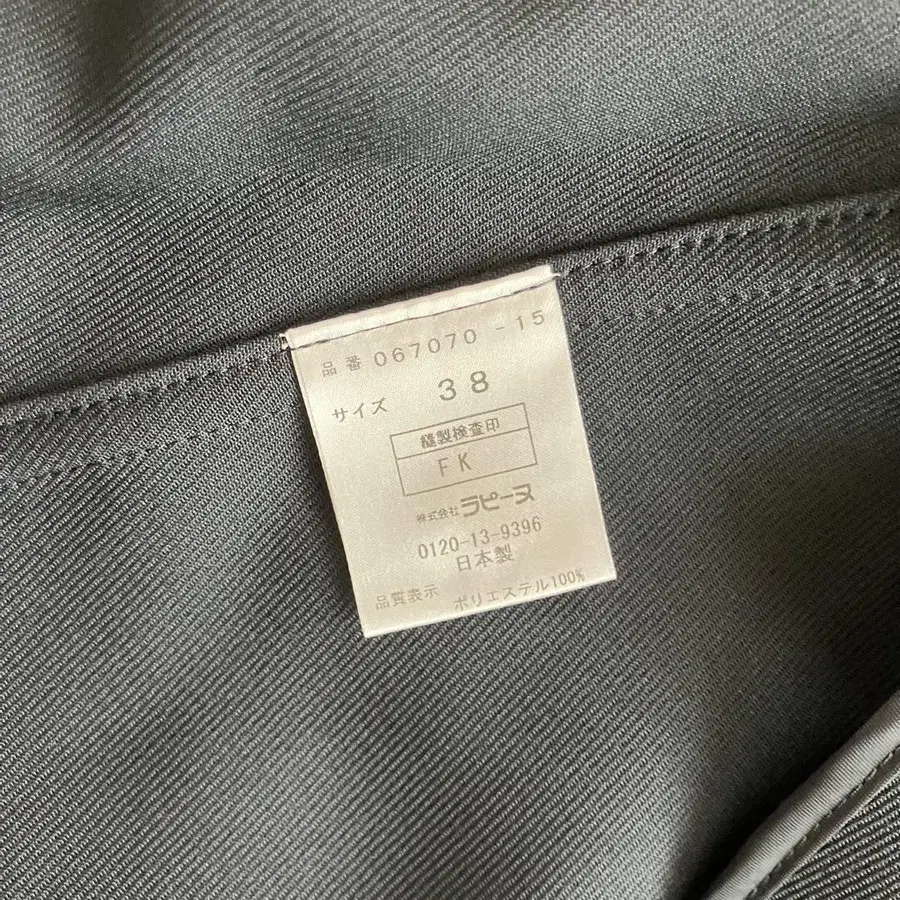 品番 067070 -15
サイズ 38
縫製検査印
FK
株式会社 ラピーヌ
0120-13-9396
日本製
品質表示 ポリエステル100%